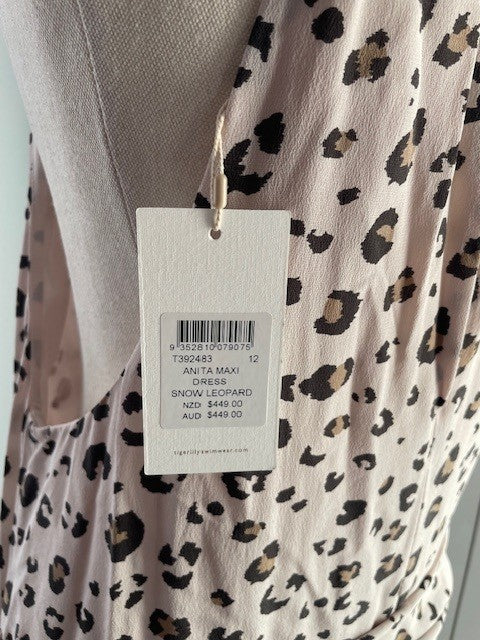 9 352810 079075
T392483 12
ANITA MAXI
DRESS
SNOW LEOPARD
NZD $449.00
AUD $449.00
tigerlilyswimwear.com